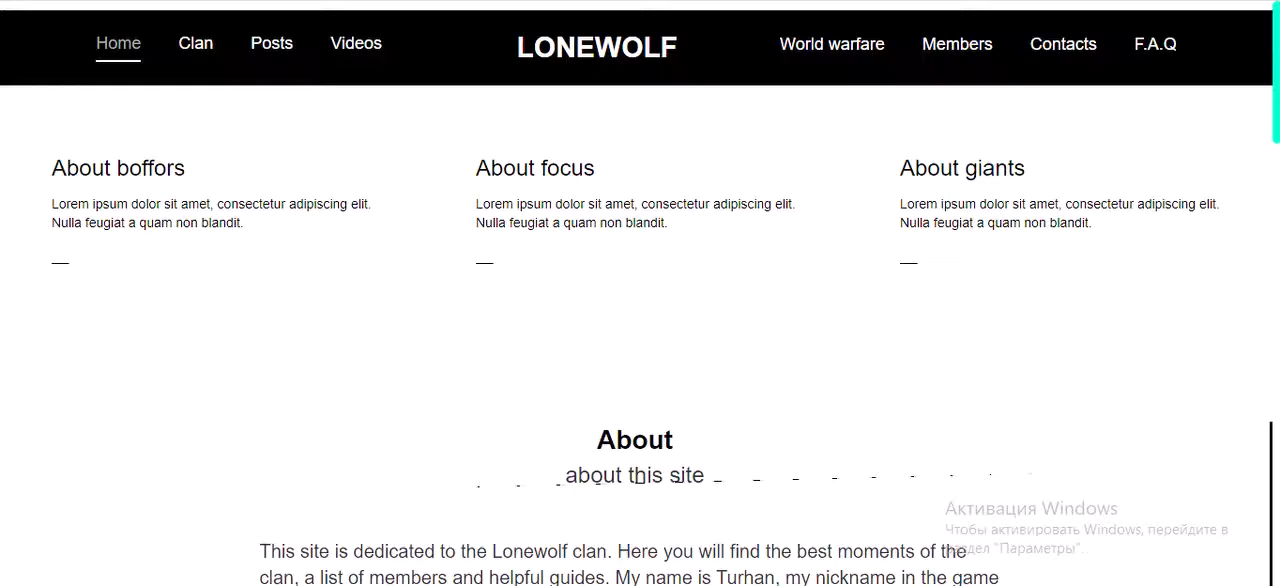 Home Clan Posts Videos LONEWOLF World warfare Members Contacts F.A.Q
About boffors
Lorem ipsum dolor sit amet, consectetur adipiscing elit.
Nulla feugiat a quam non blandit.
About focus
Lorem ipsum dolor sit amet, consectetur adipiscing elit.
Nulla feugiat a quam non blandit.
About giants
Lorem ipsum dolor sit amet, consectetur adipiscing elit.
Nulla feugiat a quam non blandit.
About
about this site
This site is dedicated to the Lonewolf clan. Here you will find the best moments of the
clan, a list of members and helpful guides. My name is Turhan, my nickname in the game
Активация Windows
Чтобы активировать Windows, перейдите в
раздел "Параметры".